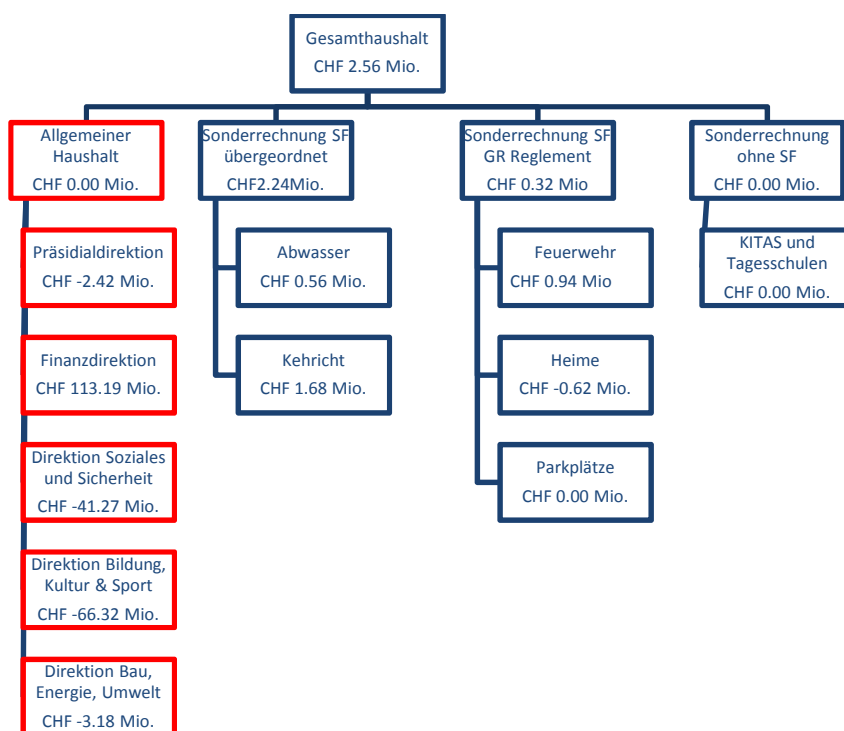 Gesamthaushalt
CHF 2.56 Mio.
Allgemeiner
Haushalt
CHF 0.00 Mio.
Präsidialdirektion
CHF -2.42 Mio.
Finanzdirektion
CHF 113.19 Mio.
Direktion Soziales
und Sicherheit
CHF -41.27 Mio.
Direktion Bildung,
Kultur & Sport
CHF -66.32 Mio.
Direktion Bau,
Energie, Umwelt
CHF -3.18 Mio.
Sonderrechnung SF
übergeordnet
CHF2.24Mio.
Abwasser
CHF 0.56 Mio.
Kehricht
CHF 1.68 Mio.
Sonderrechnung SF
GR Reglement
CHF 0.32 Mio
Feuerwehr
CHF 0.94 Mio
Heime
CHF -0.62 Mio.
Parkplätze
CHF 0.00 Mio.
Sonderrechnung
ohne SF
CHF 0.00 Mio.
KITAS und
Tagesschulen
CHF 0.00 Mio.